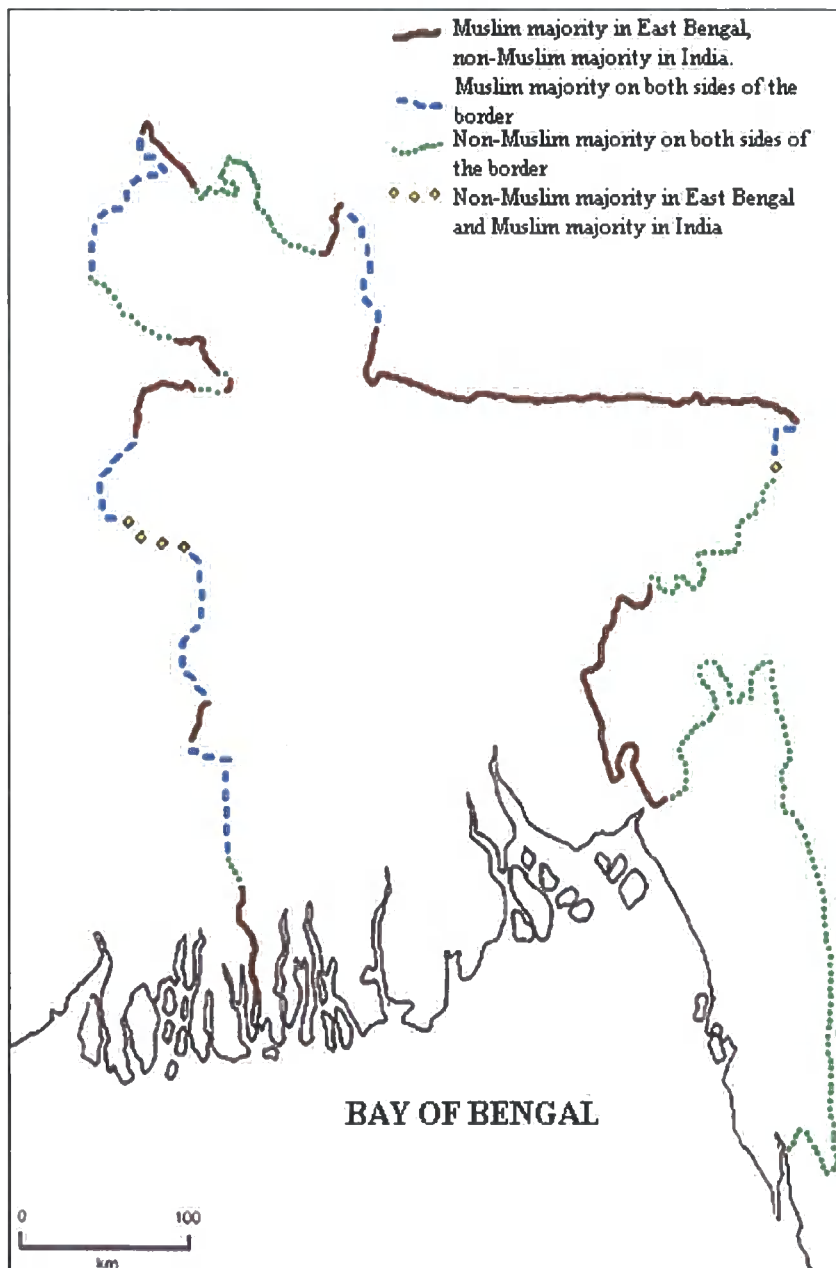 Muslim majority in East Bengal,
non-Muslim majority in India.
Muslim majority on both sides of the
border
Non-Muslim majority on both sides of
the border
Non-Muslim majority in East Bengal
and Muslim majority in India
BAY OF BENGAL
0 100
km